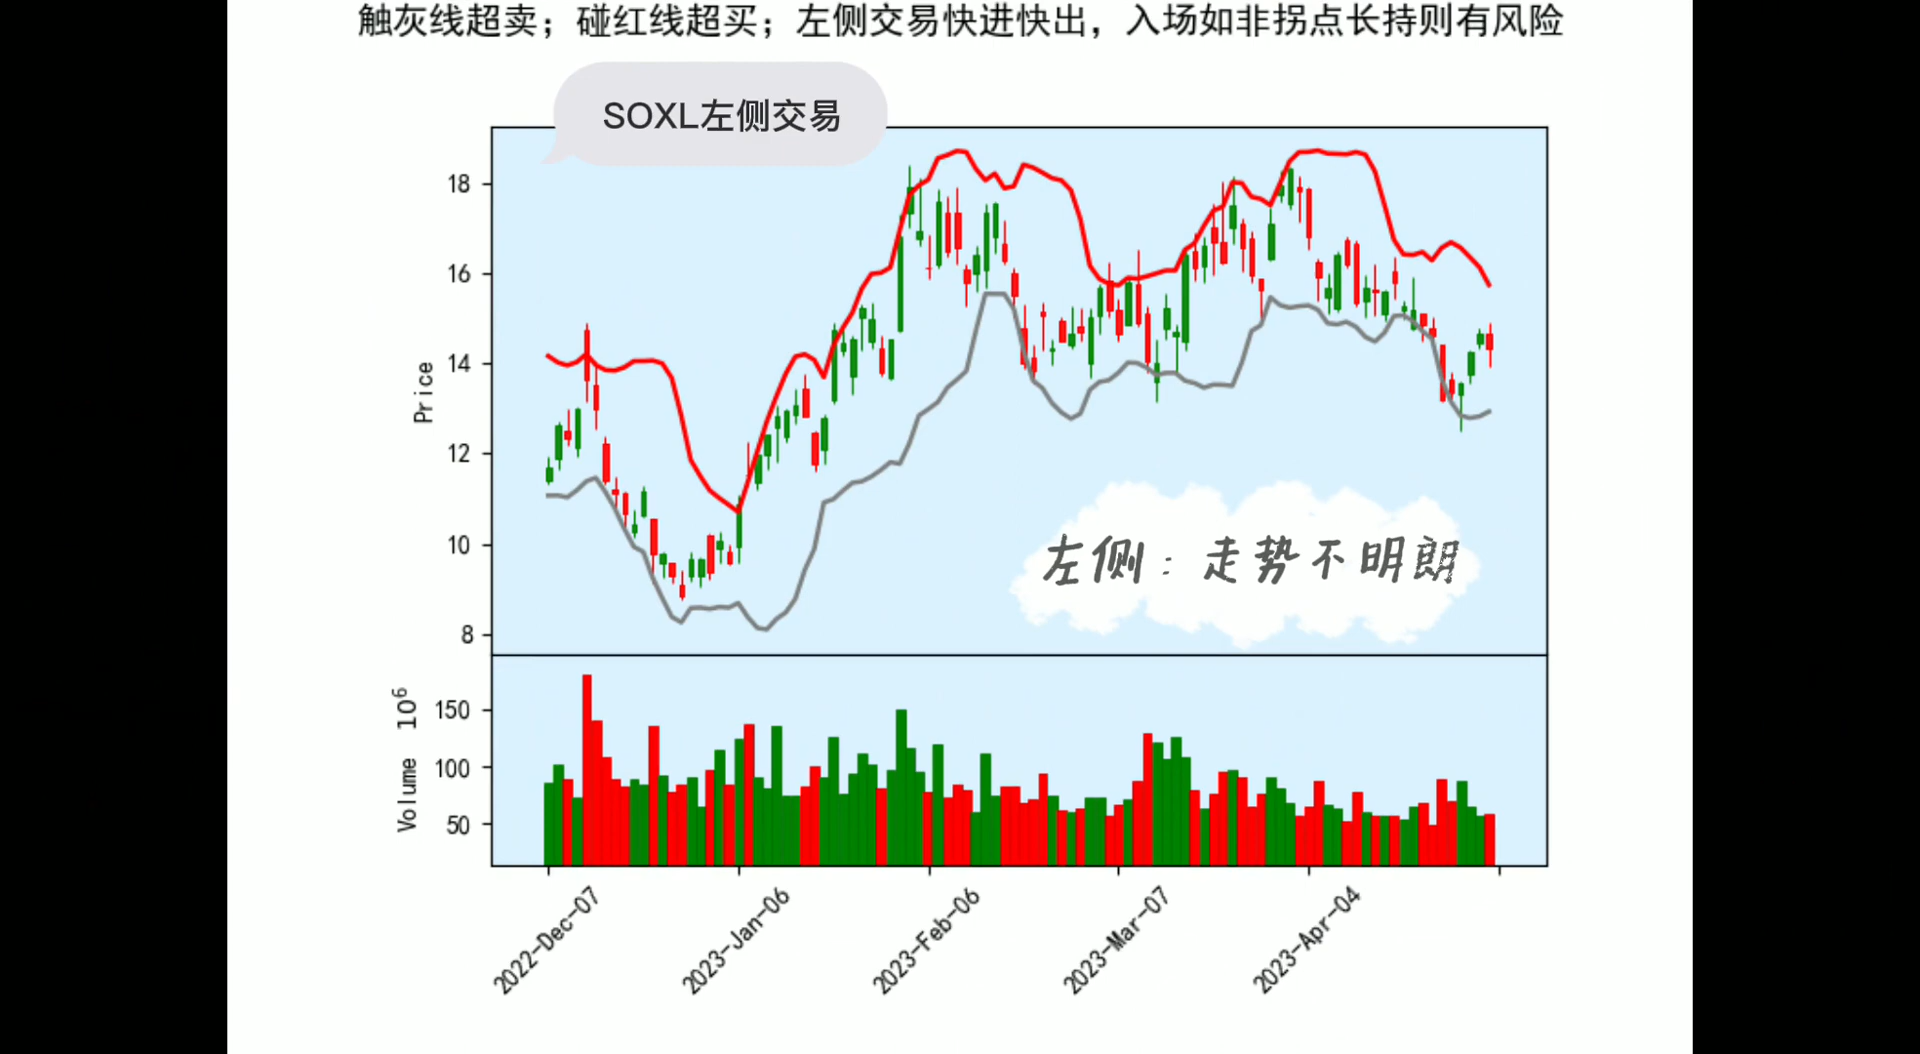 触灰线超卖；碰红线超买；左侧交易快进快出，入场如非拐点长持则有风险
SOXL左侧交易
18
16
14
12
10
8
Price
左侧：走势不明朗
150
100
50
Volume 10⁶
2022-Dec-07
2023-Jan-06
2023-Feb-06
2023-Mar-07
2023-Apr-04